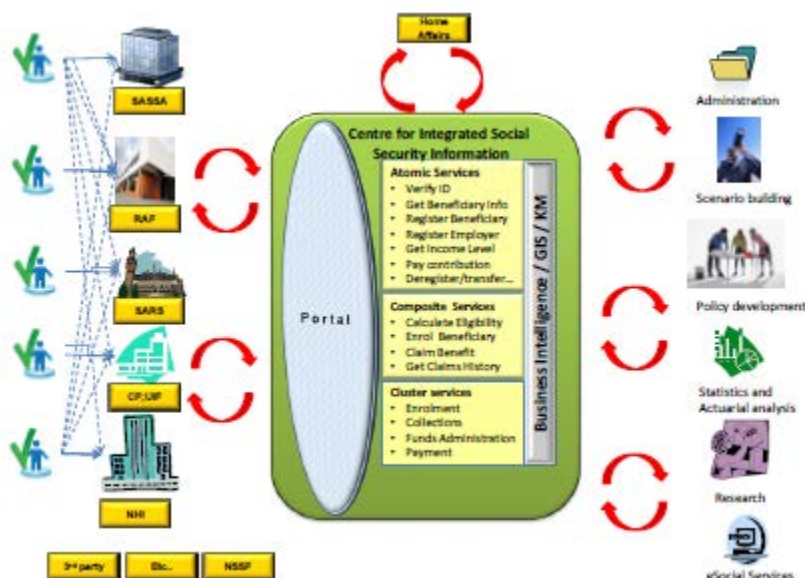 Home
Affairs
SASSA
RAF
SARS
CF;UIF
NHI
3rd party
Etc..
NSSF
Centre for Integrated Social
Security Information
Portal
Atomic Services
• Verify ID
• Get Beneficiary Info
• Register Beneficiary
• Register Employer
• Get Income Level
• Pay contribution
• Deregister/transfer...
Composite Services
• Calculate Eligibility
• Enrol Beneficiary
• Claim Benefit
• Get Claims History
Cluster services
• Enrolment
• Collections
• Funds Administration
• Payment
Business Intelligence / GIS / KM
Administration
Scenario building
Policy development
Statistics and
Actuarial analysis
Research
eSocial Services